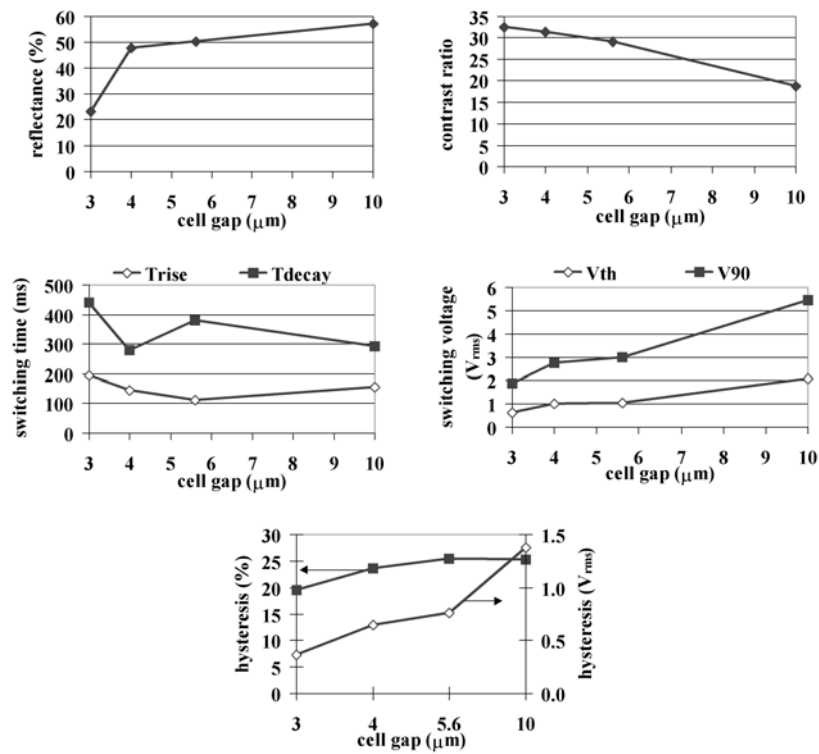 reflectance (%)
60
50
40
30
20
10
0
3 4 5 6 7 8 9 10
cell gap (μm)
contrast ratio
35
30
25
20
15
10
5
0
3 4 5 6 7 8 9 10
cell gap (μm)
Trise Tdecay
switching time (ms)
500
400
300
200
100
0
3 4 5 6 7 8 9 10
cell gap (μm)
Vth V90
switching voltage
(Vrms)
6
5
4
3
2
1
0
3 4 5 6 7 8 9 10
cell gap (μm)
hysteresis (%)
30
25
20
15
10
5
0
3 4 5.6 10
cell gap (μm)
1.5
1.0
0.5
0.0
hysteresis (Vrms)